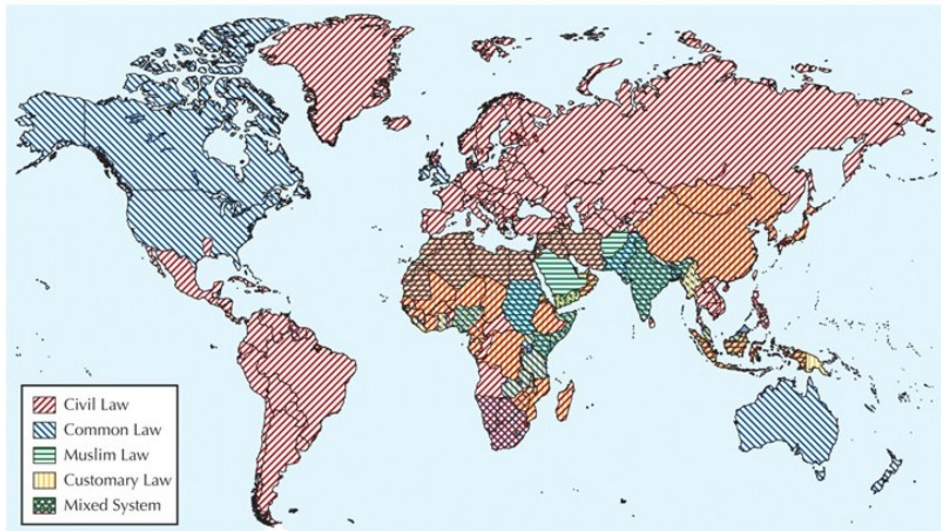 Civil Law
Common Law
Muslim Law
Customary Law
Mixed System